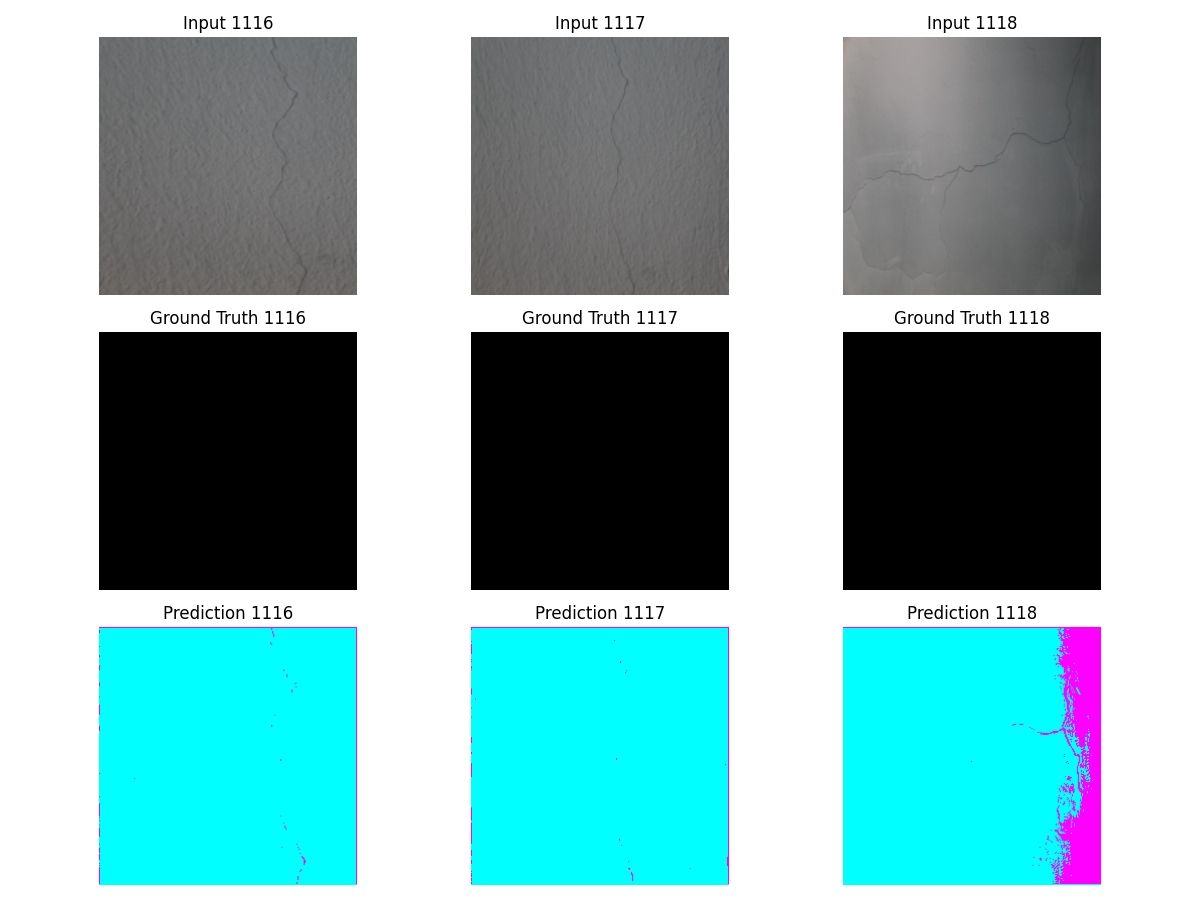 Input 1116
Input 1117
Input 1118
Ground Truth 1116
Ground Truth 1117
Ground Truth 1118
Prediction 1116
Prediction 1117
Prediction 1118